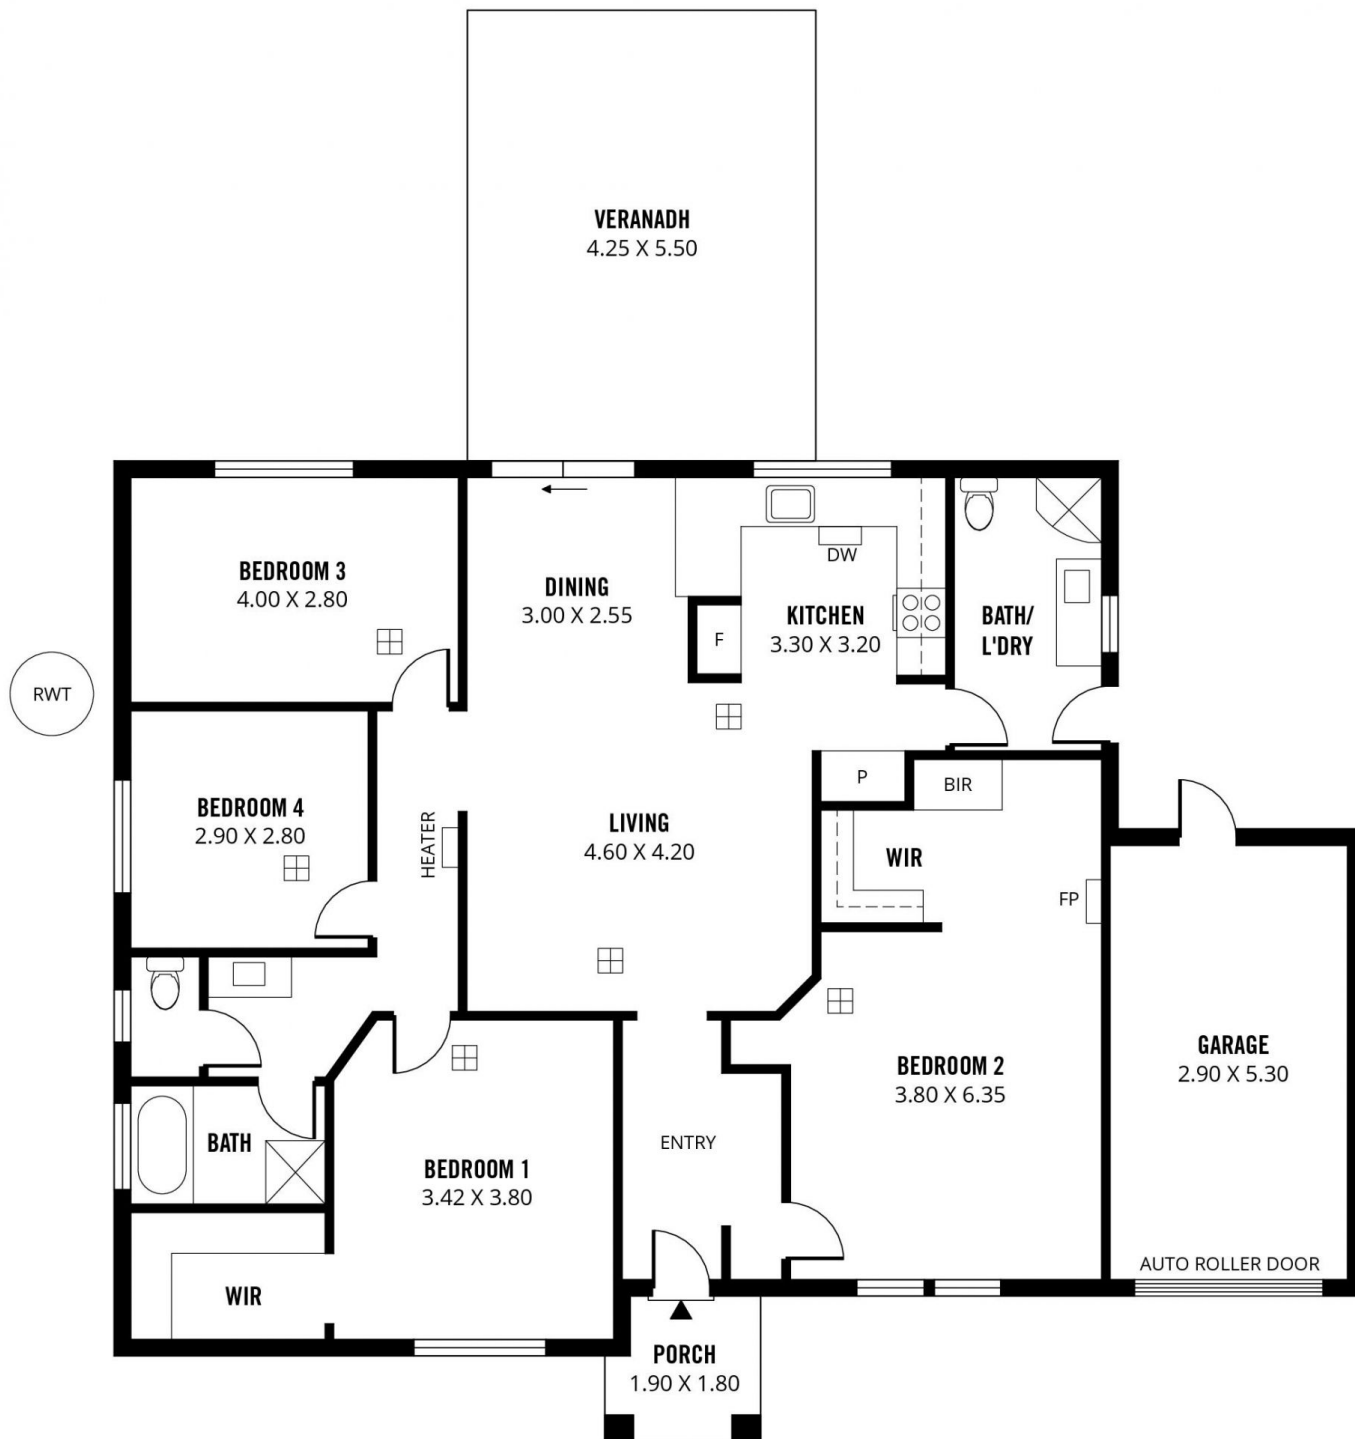 VERANADH
4.25 X 5.50
BEDROOM 3
4.00 X 2.80
DINING
3.00 X 2.55
DW
KITCHEN
3.30 X 3.20
F
BATH/
L'DRY
RWT
BEDROOM 4
2.90 X 2.80
HEATER
LIVING
4.60 X 4.20
P
BIR
WIR
FP
BATH
BEDROOM 1
3.42 X 3.80
ENTRY
BEDROOM 2
3.80 X 6.35
GARAGE
2.90 X 5.30
AUTO ROLLER DOOR
WIR
PORCH
1.90 X 1.80